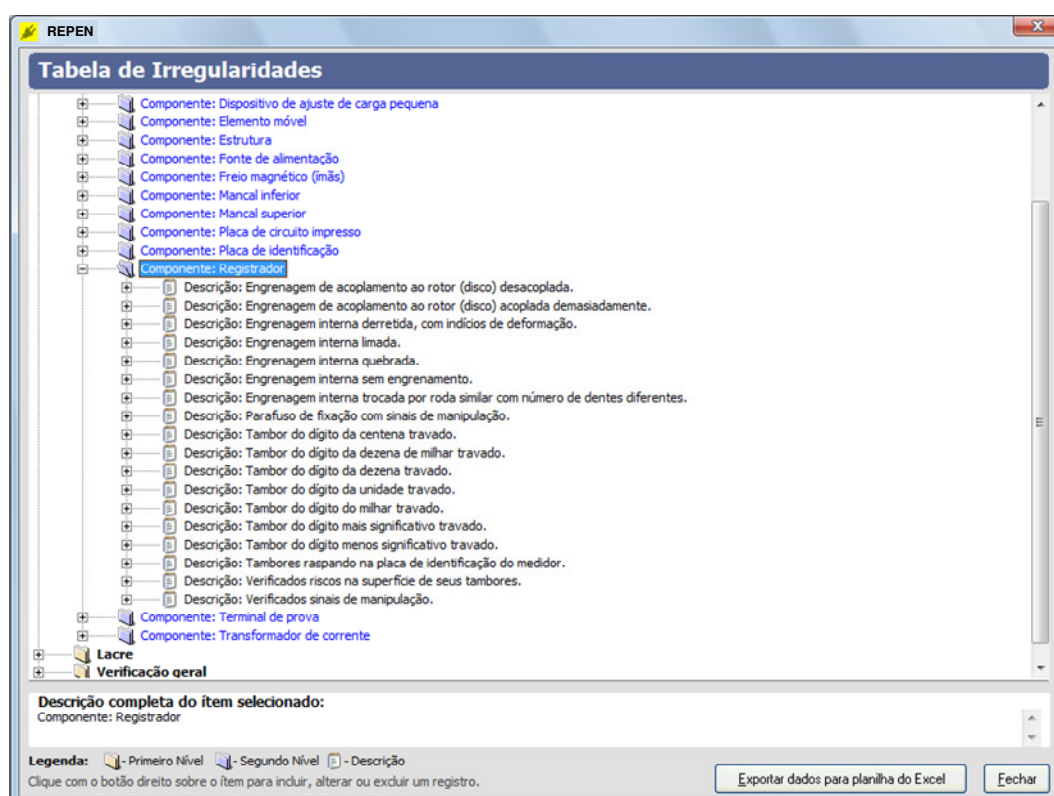 REPEN
Tabela de Irregularidades
Componente: Dispositivo de ajuste de carga pequena
Componente: Elemento móvel
Componente: Estrutura
Componente: Fonte de alimentação
Componente: Freio magnético (ímãs)
Componente: Mancal inferior
Componente: Mancal superior
Componente: Placa de circuito impresso
Componente: Placa de identificação
Componente: Registrador
Descrição: Engrenagem de acoplamento ao rotor (disco) desacoplada.
Descrição: Engrenagem de acoplamento ao rotor (disco) acoplada demasiadamente.
Descrição: Engrenagem interna derretida, com indícios de deformação.
Descrição: Engrenagem interna limada.
Descrição: Engrenagem interna quebrada.
Descrição: Engrenagem interna sem engrenamento.
Descrição: Engrenagem interna trocada por roda similar com número de dentes diferentes.
Descrição: Parafuso de fixação com sinais de manipulação.
Descrição: Tambor do dígito da centena travado.
Descrição: Tambor do dígito da dezena de milhar travado.
Descrição: Tambor do dígito da dezena travado.
Descrição: Tambor do dígito da unidade travado.
Descrição: Tambor do dígito do milhar travado.
Descrição: Tambor do dígito mais significativo travado.
Descrição: Tambor do dígito menos significativo travado.
Descrição: Tambores raspando na placa de identificação do medidor.
Descrição: Verificados riscos na superfície de seus tambores.
Descrição: Verificados sinais de manipulação.
Componente: Terminal de prova
Componente: Transformador de corrente
Lacre
Verificação geral
Descrição completa do ítem selecionado:
Componente: Registrador
Legenda: - Primeiro Nível - Segundo Nível - Descrição
Clique com o botão direito sobre o ítem para incluir, alterar ou excluir um registro.
Exportar dados para planilha do Excel
Fechar